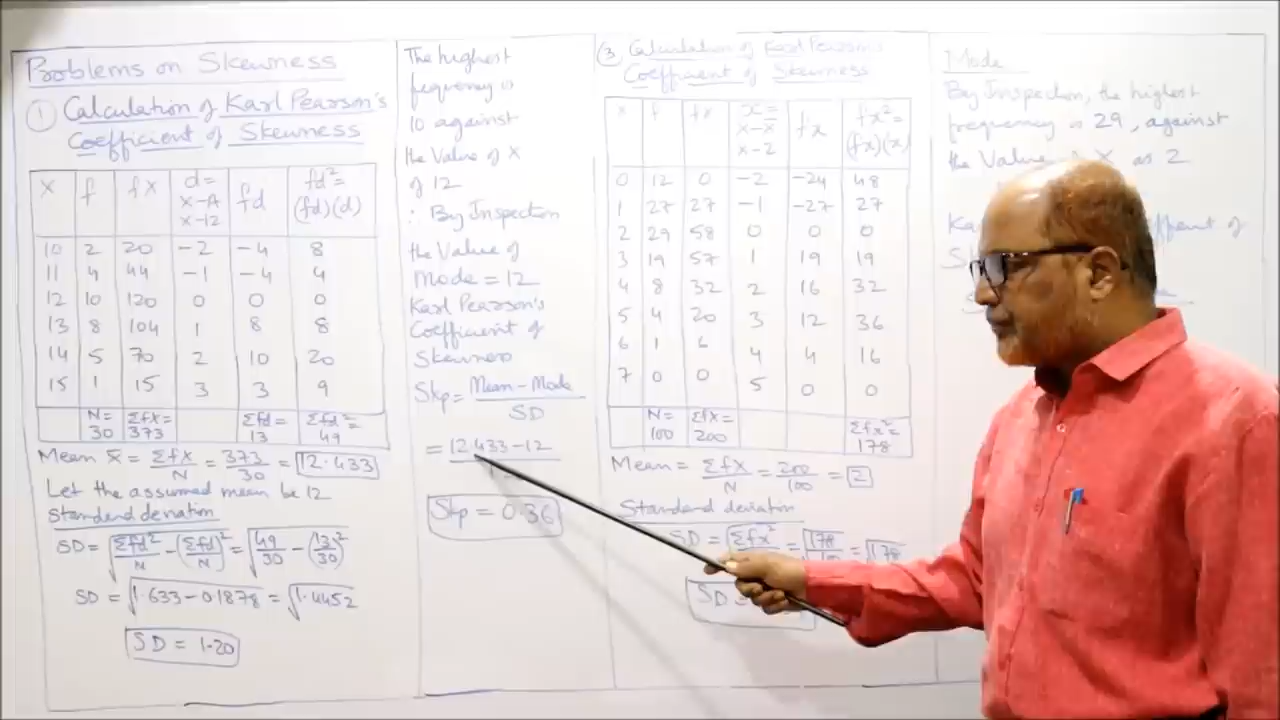 Problems on Skewness
① Calculation of Karl Pearson's
Coefficient of Skewness
X f fX d= X-A X-12 fd fd²= (fd)(d)
10 2 20 -2 -4 8
11 4 44 -1 -4 4
12 10 120 0 0 0
13 8 104 1 8 8
14 5 70 2 10 20
15 1 15 3 3 9
N= 30 ΣfX= 373 Σfd= 13 Σfd²= 49
Mean x̄ = ΣfX/N = 373/30 = 12.433
Let the assumed mean be 12
Standard deviation
SD = √Σfd²/N - (Σfd/N)² = √49/30 - (13/30)²
SD = √1.633 - 0.1878 = √1.4452
SD = 1.20
The highest
frequency is
10 against
the Value of X
of 12
∴ By Inspection
the Value of
Mode = 12
Karl Pearson's
Coefficient of
Skewness
Skp = Mean - Mode / SD
= 12.433 - 12
Skp = 0.36
③ Calculation of Karl Pearson's
Coefficient of Skewness
X f fX x= X-X̄ X-2 fx fx²= (fx)(x)
0 12 0 -2 -24 48
1 27 27 -1 -27 27
2 29 58 0 0 0
3 19 57 1 19 19
4 8 32 2 16 32
5 4 20 3 12 36
6 1 6 4 4 16
7 0 0 5 0 0
N= 100 ΣfX= 200 Σfx²= 178
Mean = ΣfX/N = 200/100 = 2
Standard deviation
SD = √Σfx² = √178/100 = √1.78
SD =
Mode
By Inspection, the highest
frequency is 29, against
the Value X as 2